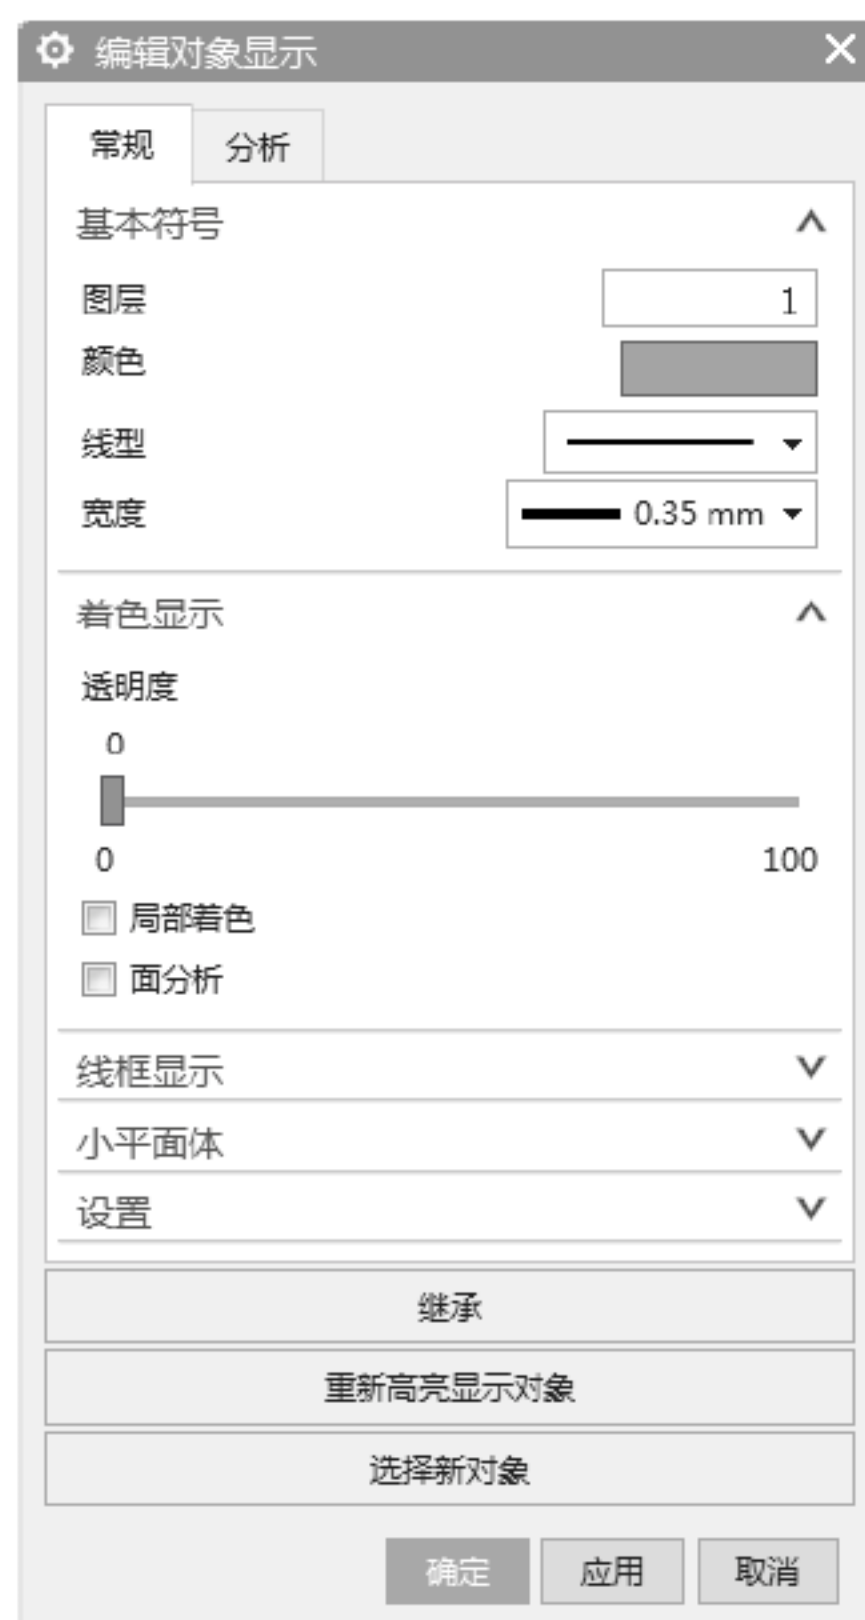 编辑对象显示
常规 分析
基本符号
图层 1
颜色
线型
宽度 0.35 mm
着色显示
透明度
0
0 100
局部着色
面分析
线框显示
小平面体
设置
继承
重新高亮显示对象
选择新对象
确定 应用 取消